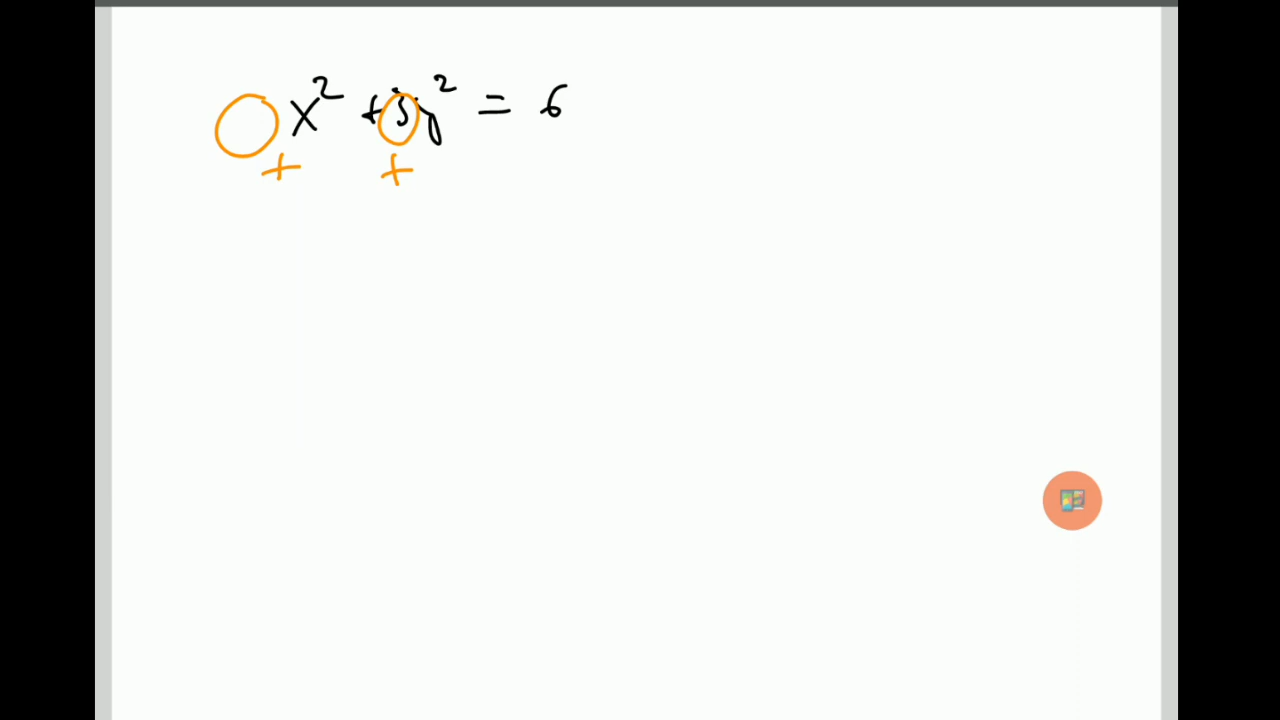 x² + 3y² = 6
+ +